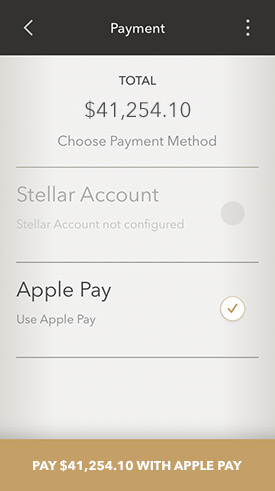 Payment
TOTAL
$41,254.10
Choose Payment Method
Stellar Account
Stellar Account not configured
Apple Pay
Use Apple Pay
PAY $41,254.10 WITH APPLE PAY